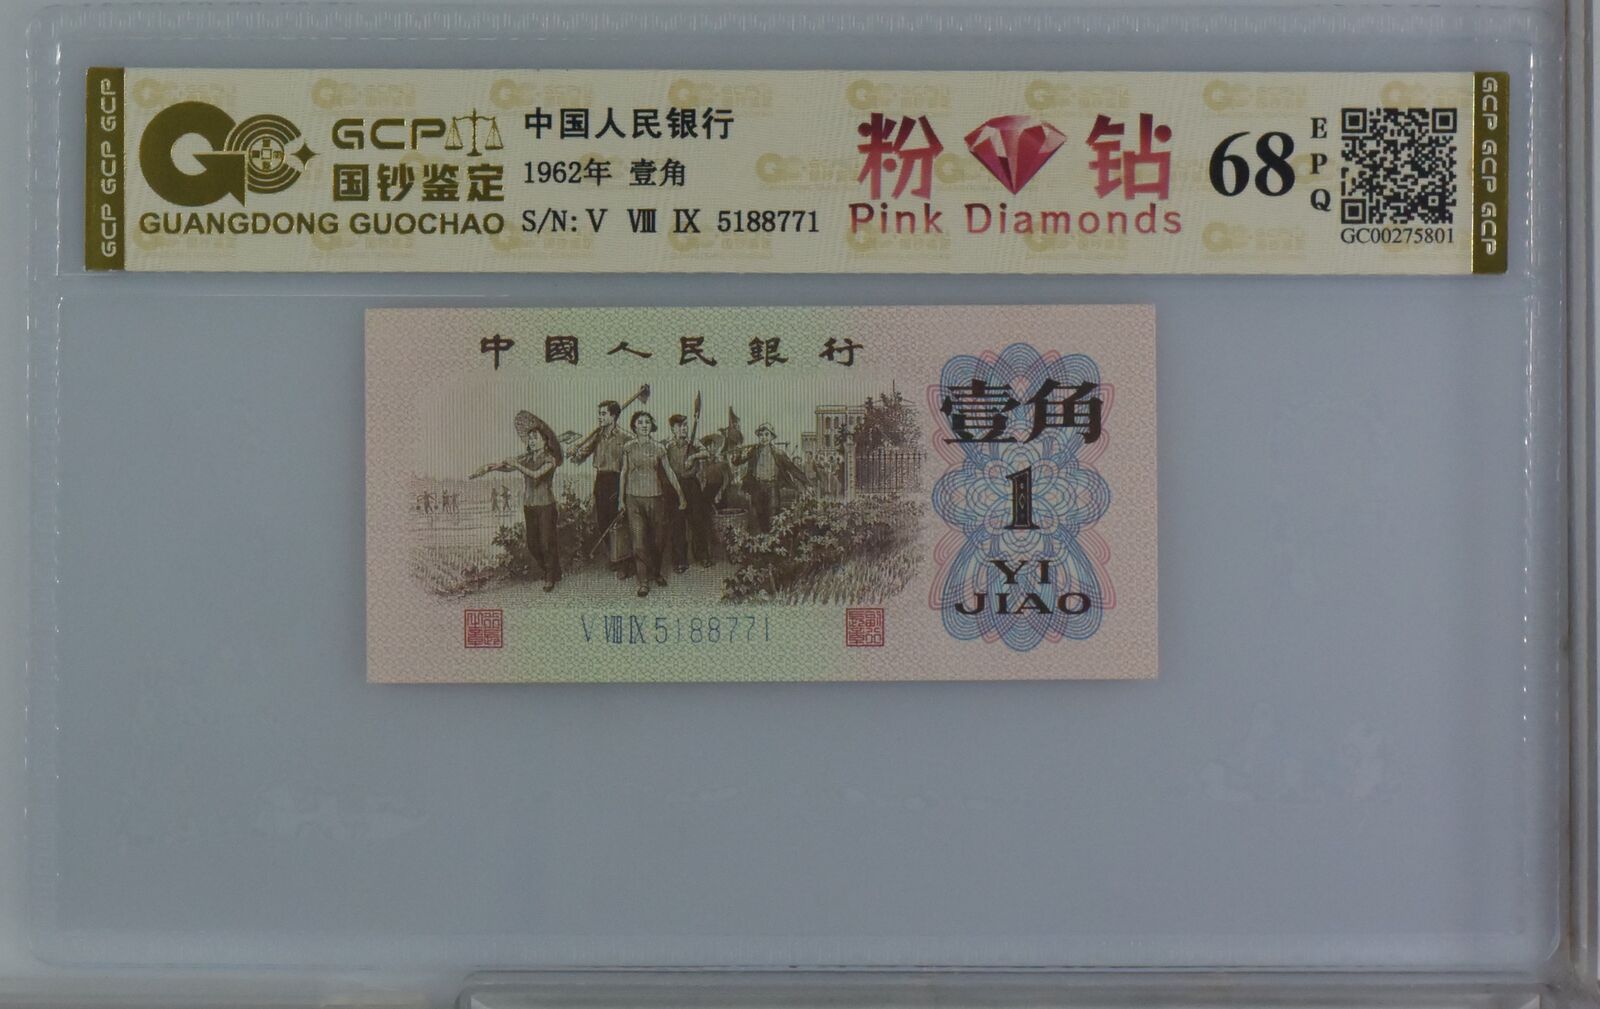 GCP GCP GCP
GCP
国钞鉴定
GUANGDONG GUOCHAO
中国人民银行
1962年 壹角
S/N: V Ⅷ Ⅸ 5188771
粉钻
Pink Diamonds
68
E
P
Q
GC00275801
GCP GCP GCP
中國人民銀行
壹角
1
YI
JIAO
V Ⅷ Ⅸ 5188771